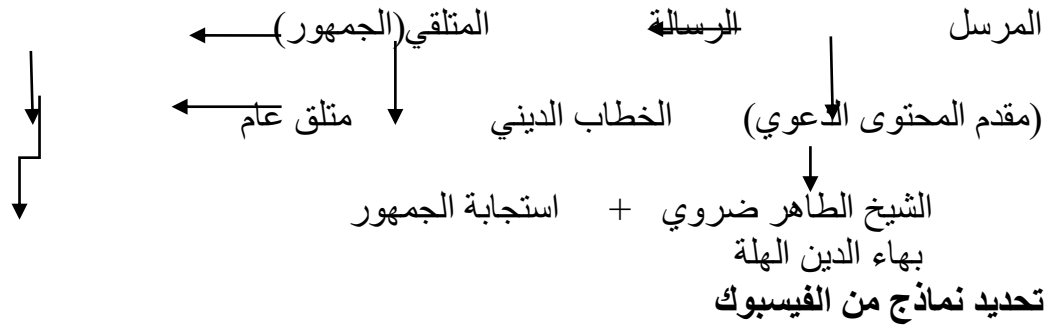 المرسل الرسالة المتلقي(الجمهور)
(مقدم المحتوى الدعوي) الخطاب الديني متلق عام
الشيخ الطاهر ضروي + استجابة الجمهور
بهاء الدين الهلة
تحديد نماذج من الفيسبوك